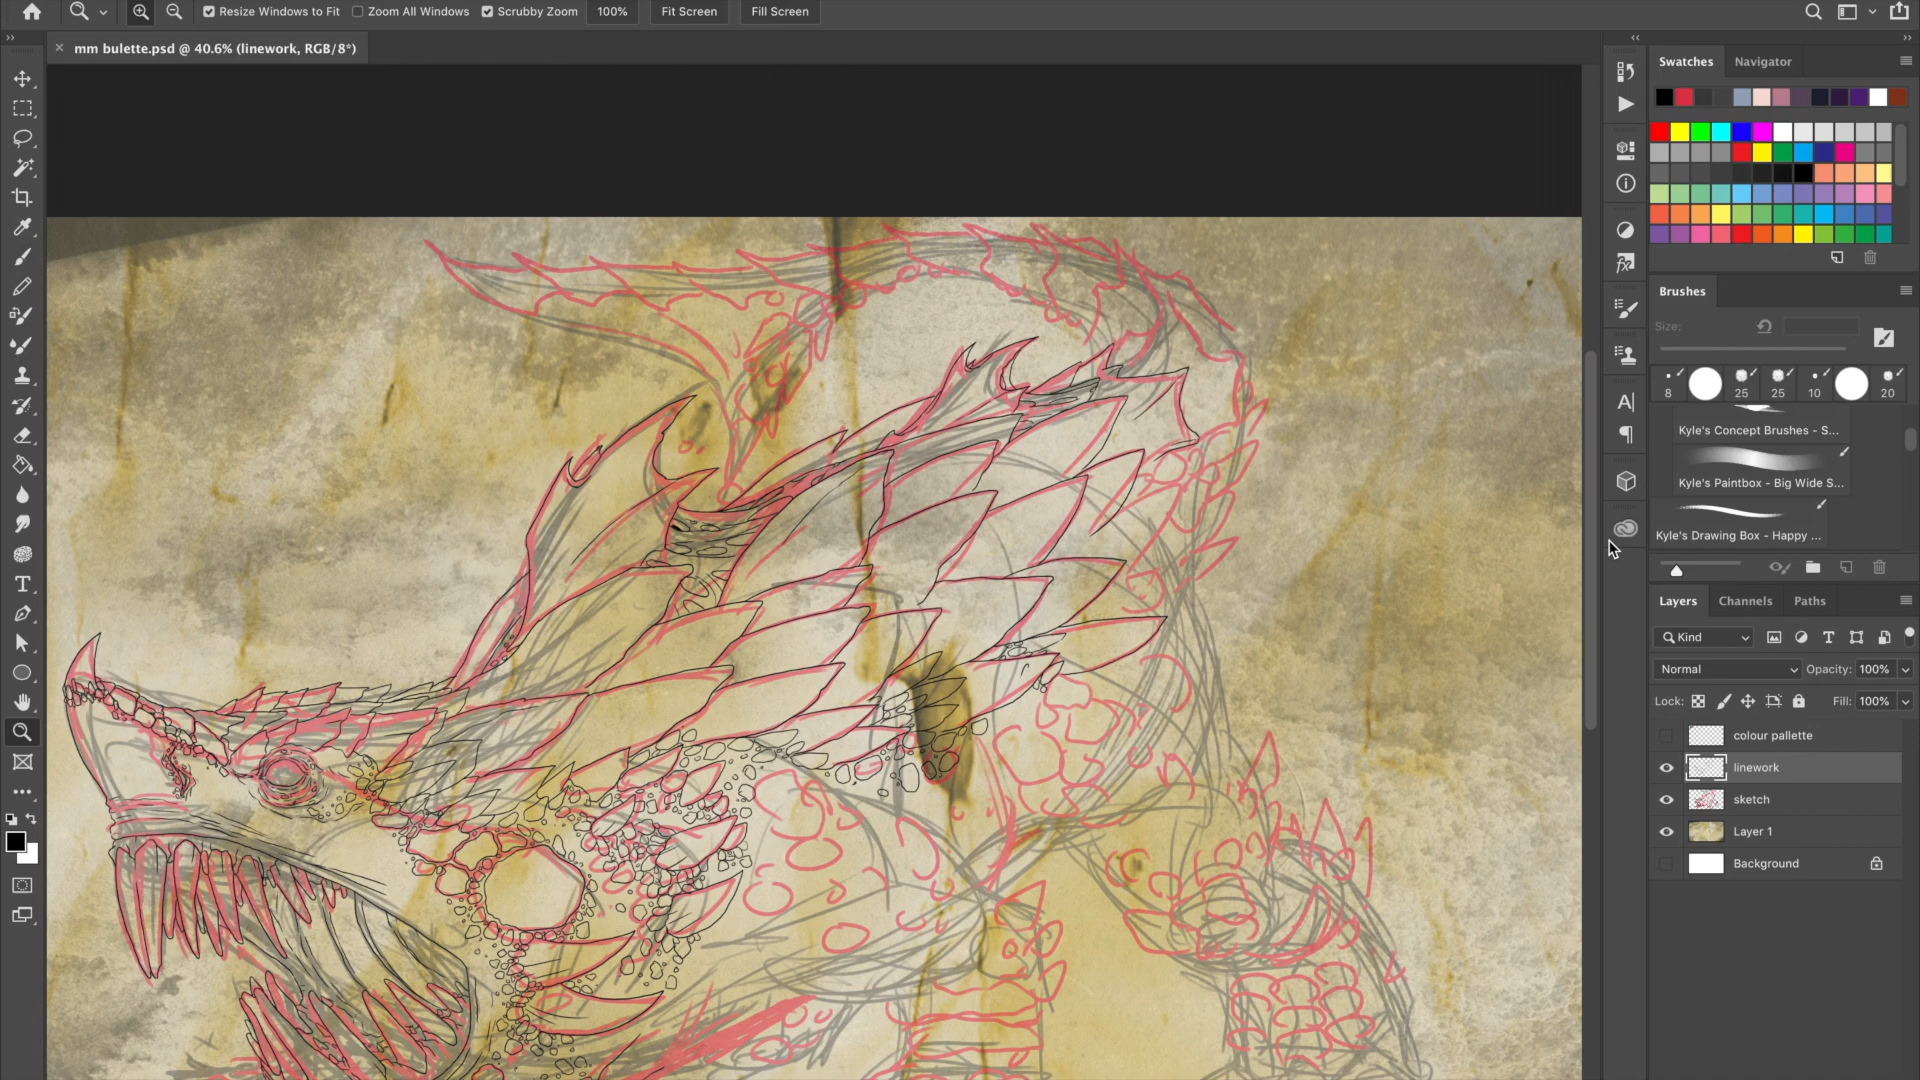 Resize Windows to Fit Zoom All Windows Scrubby Zoom 100% Fit Screen Fill Screen
mm bulette.psd @ 40.6% (linework, RGB/8*)
Swatches Navigator
Brushes
Size:
8 25 25 10 20
Kyle's Concept Brushes - S...
Kyle's Paintbox - Big Wide S...
Kyle's Drawing Box - Happy ...
Layers Channels Paths
Kind
Normal Opacity: 100%
Lock: Fill: 100%
colour pallette
linework
sketch
Layer 1
Background